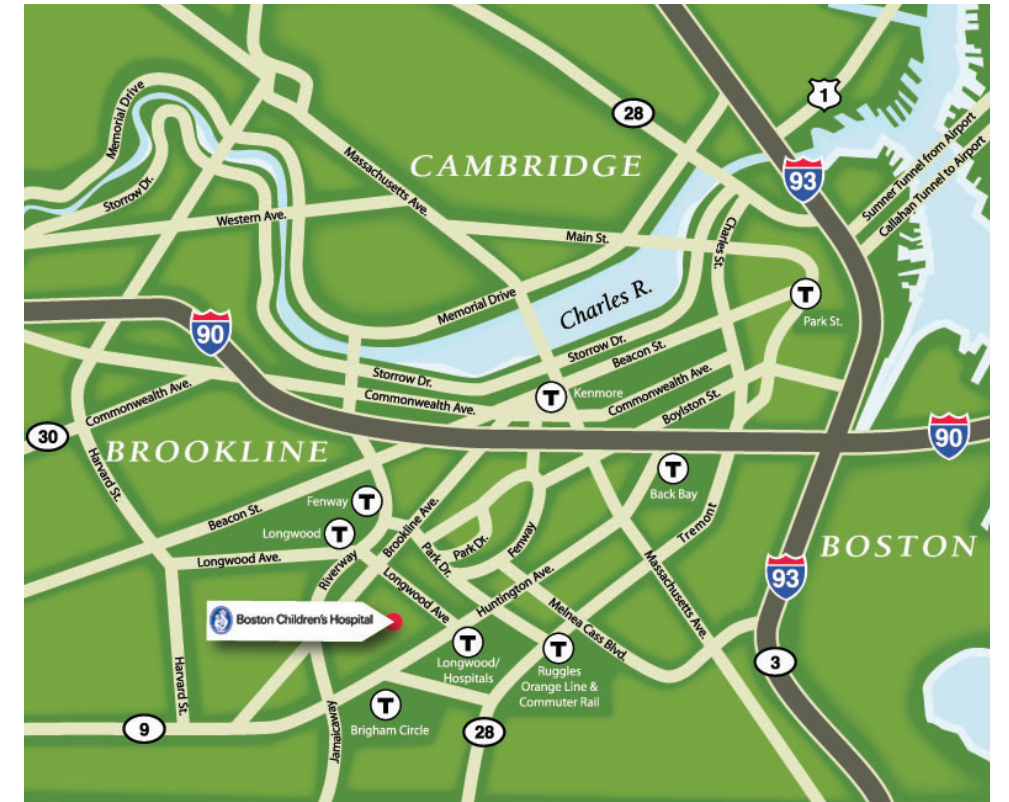 1
28
Memorial Drive
CAMBRIDGE
Massachusetts Ave.
93
Sumner Tunnel from Airport
Callahan Tunnel to Airport
Storrow Dr.
Western Ave.
Main St.
Charles St.
Memorial Drive
Charles R.
T
Park St.
90
Storrow Dr.
Beacon St.
Storrow Dr.
Commonwealth Ave.
Commonwealth Ave.
T
Kenmore
Commonwealth Ave.
Boylston St.
30
BROOKLINE
90
Harvard St.
T
Back Bay
Fenway
T
Beacon St.
Brookline Ave.
Longwood
T
Park Dr.
Park Dr.
Fenway
Tremont
BOSTON
Longwood Ave.
Riverway
Longwood Ave
Huntington Ave.
Massachusetts Ave.
93
Melnea Cass Blvd.
Boston Children's Hospital
T
Longwood/
Hospitals
T
Ruggles
Orange Line &
Commuter Rail
3
Harvard St.
T
Brigham Circle
Jamaicaway
9
28